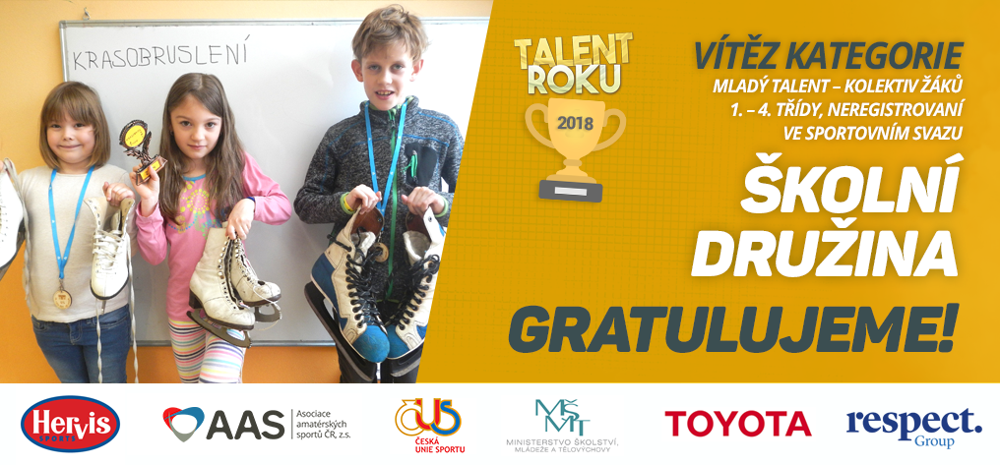 KRASOBRUSLENÍ
TALENT
ROKU
2018
VÍTĚZ KATEGORIE
MLADÝ TALENT – KOLEKTIV ŽÁKŮ
1. – 4. TŘÍDY, NEREGISTROVANÍ
VE SPORTOVNÍM SVAZU
ŠKOLNÍ
DRUŽINA
GRATULUJEME!
Hervis
SPORTS
AAS
Asociace
amatérských
sportů ČR, z.s.
ČUS
ČESKÁ
UNIE SPORTU
MŠMT
MINISTERSTVO ŠKOLSTVÍ,
MLÁDEŽE A TĚLOVÝCHOVY
TOYOTA
respect.
Group